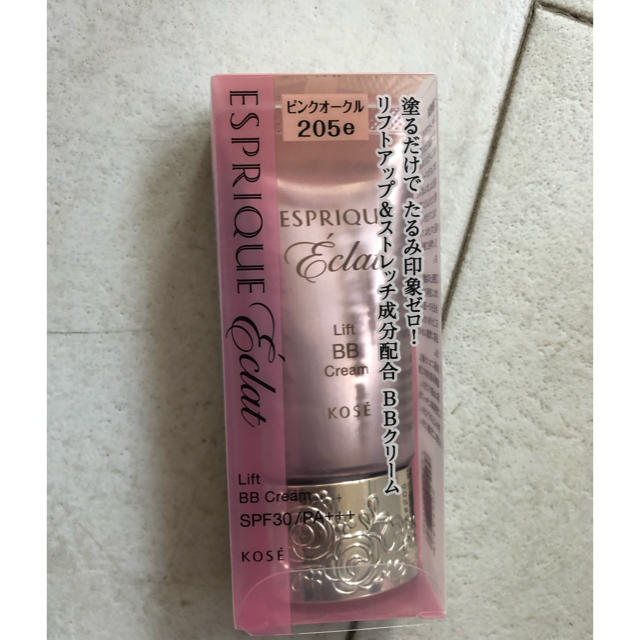 ESPRIQUE
Éclat
Lift
BB Cream
SPF30/PA+++
KOSÉ
ピンクオークル
205e
ESPRIQUE
Éclat
Lift
BB
Cream
KOSÉ
塗るだけで たるみ印象ゼロ!
リフトアップ&ストレッチ成分配合 BBクリーム